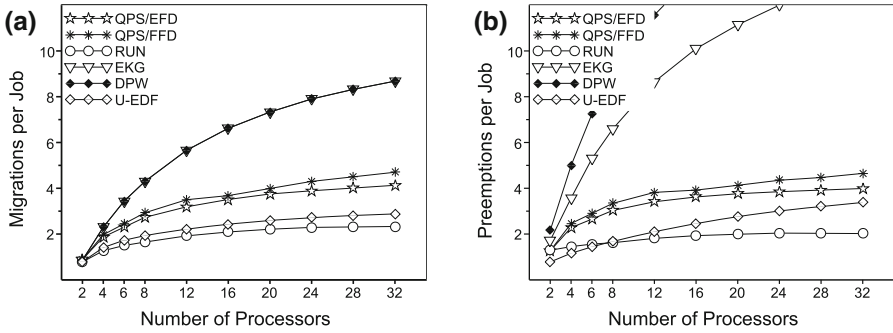 (a)
QPS/EFD
QPS/FFD
RUN
EKG
DPW
U-EDF
Migrations per Job
10
8
6
4
2
2 4 6 8 12 16 20 24 28 32
Number of Processors
(b)
QPS/EFD
QPS/FFD
RUN
EKG
DPW
U-EDF
Preemptions per Job
10
8
6
4
2
2 4 6 8 12 16 20 24 28 32
Number of Processors